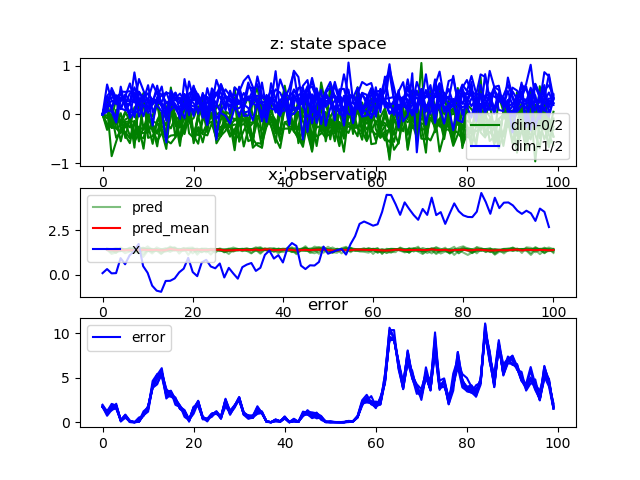 z: state space
1
0
−1
dim-0/2
dim-1/2
0 20 40 60 80 100
x: observation
2.5
0.0
pred
pred_mean
x
0 20 40 60 80 100
error
10
5
0
error
0 20 40 60 80 100